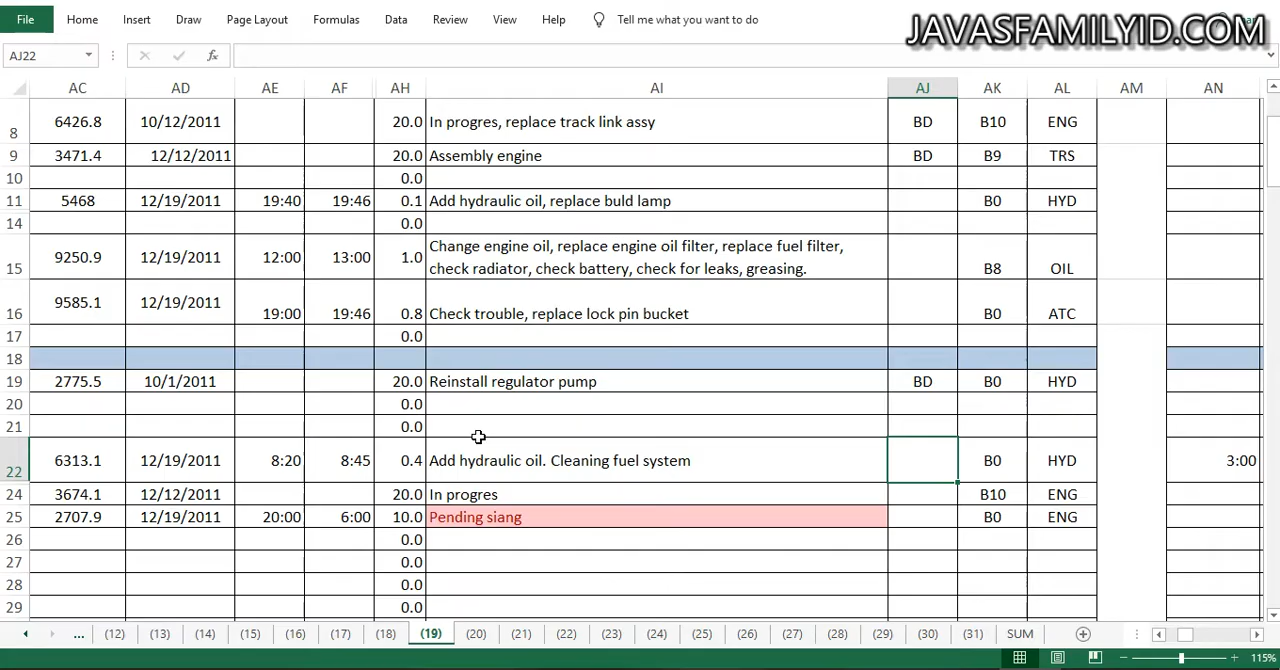 File Home Insert Draw Page Layout Formulas Data Review View Help Tell me what you want to do
JAVASFAMILYID.COM
AJ22 fx
AC AD AE AF AH AI AJ AK AL AM AN
8 6426.8 10/12/2011 20.0 In progres, replace track link assy BD B10 ENG
9 3471.4 12/12/2011 20.0 Assembly engine BD B9 TRS
10 0.0
11 5468 12/19/2011 19:40 19:46 0.1 Add hydraulic oil, replace buld lamp B0 HYD
14 0.0
15 9250.9 12/19/2011 12:00 13:00 1.0 Change engine oil, replace engine oil filter, replace fuel filter,
check radiator, check battery, check for leaks, greasing. B8 OIL
16 9585.1 12/19/2011 19:00 19:46 0.8 Check trouble, replace lock pin bucket B0 ATC
17 0.0
18
19 2775.5 10/1/2011 20.0 Reinstall regulator pump BD B0 HYD
20 0.0
21 0.0
22 6313.1 12/19/2011 8:20 8:45 0.4 Add hydraulic oil. Cleaning fuel system B0 HYD 3:00
24 3674.1 12/12/2011 20.0 In progres B10 ENG
25 2707.9 12/19/2011 20:00 6:00 10.0 Pending siang B0 ENG
26 0.0
27 0.0
28 0.0
29 0.0
... (12) (13) (14) (15) (16) (17) (18) (19) (20) (21) (22) (23) (24) (25) (26) (27) (28) (29) (30) (31) SUM
115%